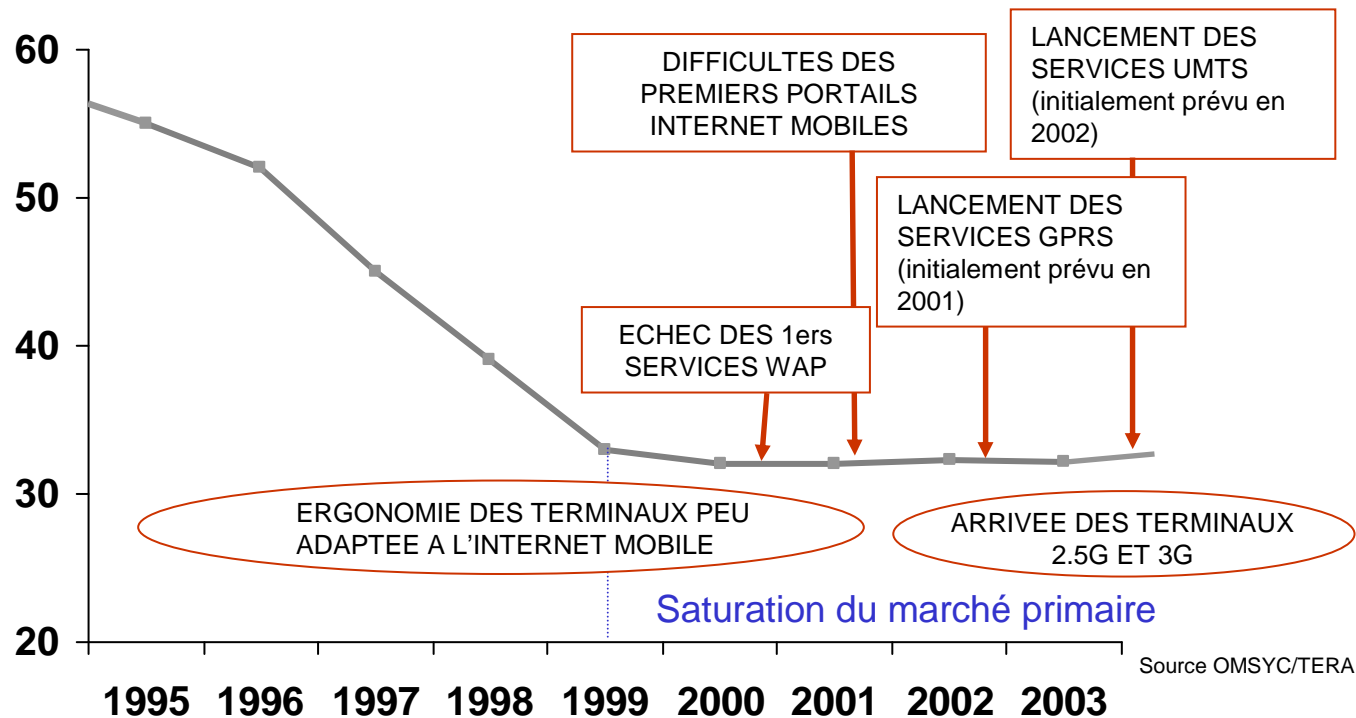 60
50
40
30
20
DIFFICULTES DES
PREMIERS PORTAILS
INTERNET MOBILES
LANCEMENT DES
SERVICES UMTS
(initialement prévu en
2002)
LANCEMENT DES
SERVICES GPRS
(initialement prévu en
2001)
ECHEC DES 1ers
SERVICES WAP
ERGONOMIE DES TERMINAUX PEU
ADAPTEE A L’INTERNET MOBILE
ARRIVEE DES TERMINAUX
2.5G ET 3G
Saturation du marché primaire
Source OMSYC/TERA
1995 1996 1997 1998 1999 2000 2001 2002 2003